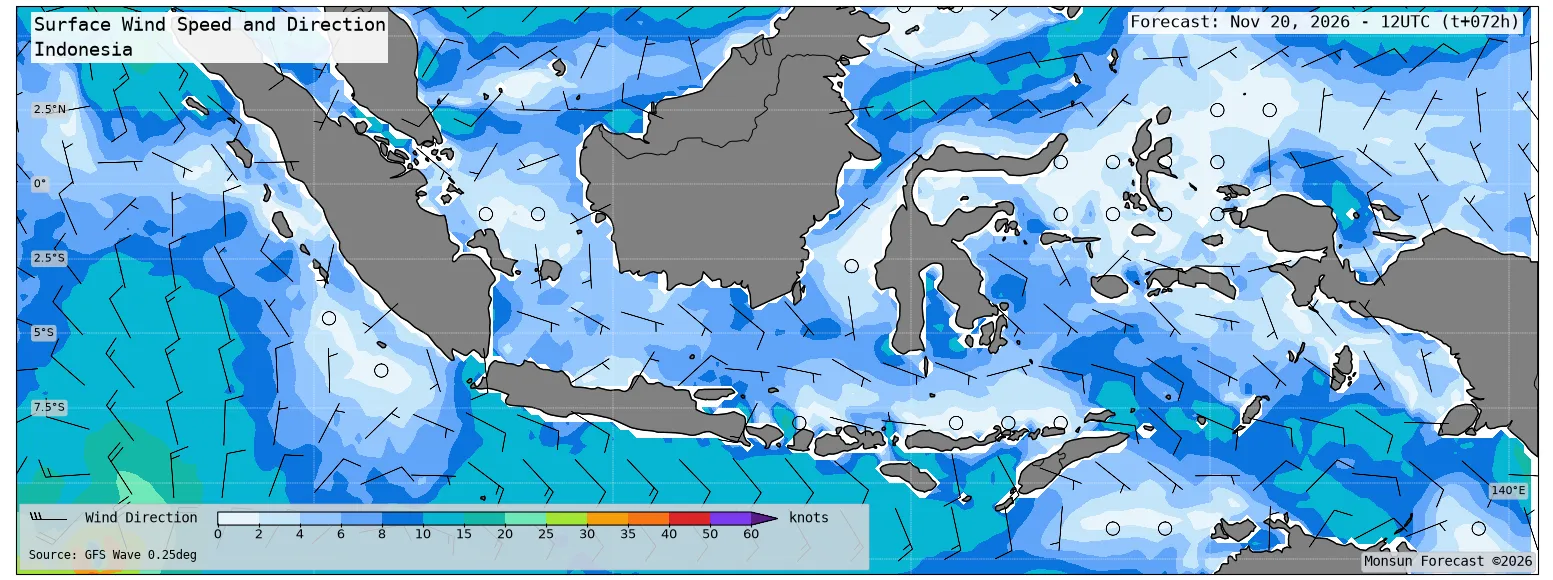 Surface Wind Speed and Direction
Indonesia
Forecast: Nov 20, 2026 - 12UTC (t+072h)
2.5°N
0°
2.5°S
5°S
7.5°S
140°E
Wind Direction
0 2 4 6 8 10 15 20 25 30 35 40 50 60
knots
Source: GFS Wave 0.25deg
Monsun Forecast ©2026